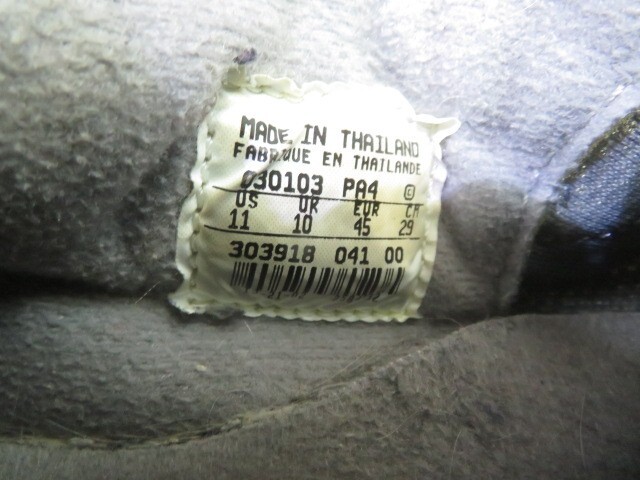 MADE IN THAILAND
FABRIQUE EN THAILANDE
030103 PA4 ©
US UK EUR CM
11 10 45 29
303918 041 00